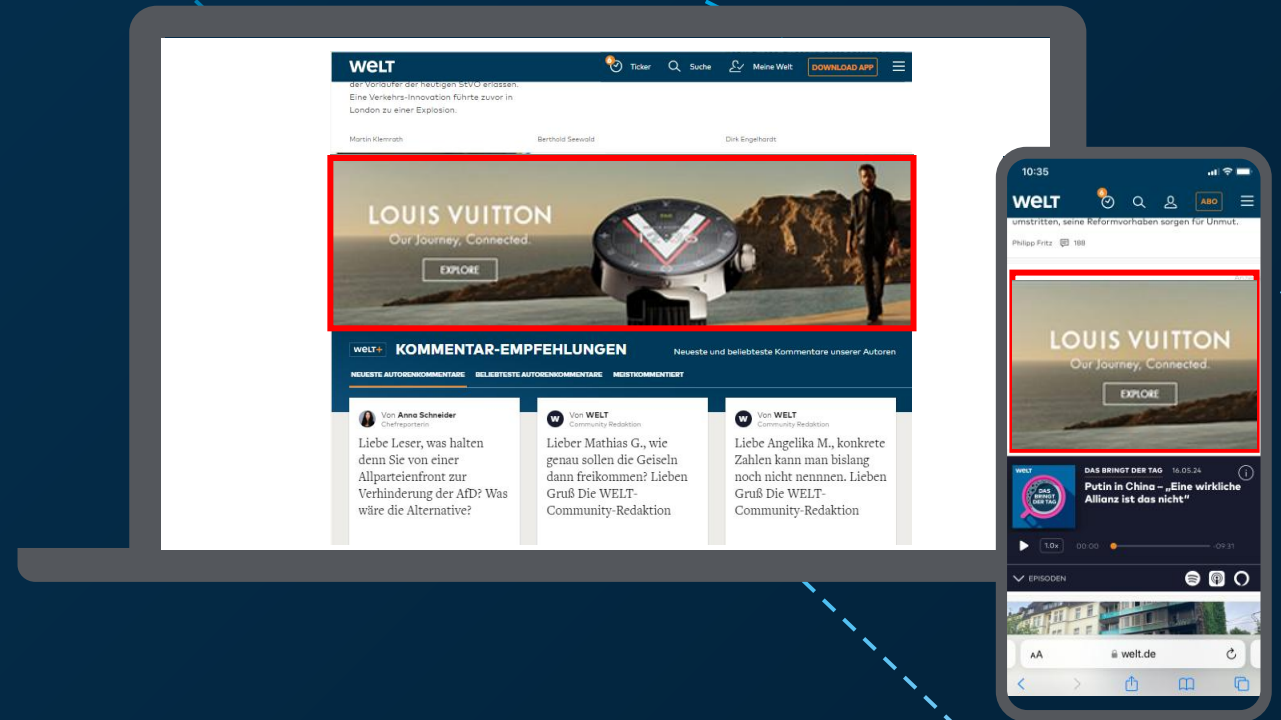 WELT
6
Ticker
Suche
Meine Welt
DOWNLOAD APP
der Vorläufer der heutigen StVO erlassen.
Eine Verkehrs-Innovation führte zuvor in
London zu einer Explosion.
Martin Klemrath
Berthold Seewald
Dirk Engelhardt
LOUIS VUITTON
Our Journey, Connected.
EXPLORE
WELT+ KOMMENTAR-EMPFEHLUNGEN
Neueste und beliebteste Kommentare unserer Autoren
NEUESTE AUTORENKOMMENTARE
BELIEBTESTE AUTORENKOMMENTARE
MEISTKOMMENTIERT
Von Anna Schneider
Chefreporterin
Liebe Leser, was halten
denn Sie von einer
Allparteienfront zur
Verhinderung der AfD? Was
wäre die Alternative?
W
Von WELT
Community Redaktion
Lieber Mathias G., wie
genau sollen die Geiseln
dann freikommen? Lieben
Gruß Die WELT-
Community-Redaktion
W
Von WELT
Community Redaktion
Liebe Angelika M., konkrete
Zahlen kann man bislang
noch nicht nennnen. Lieben
Gruß Die WELT-
Community-Redaktion
10:35
WELT
6
ABO
umstritten, seine Reformvorhaben sorgen für Unmut.
Philipp Fritz
188
LOUIS VUITTON
Our Journey, Connected.
EXPLORE
WELT
DAS
BRINGT
DER TAG
DAS BRINGT DER TAG 16.05.24
Putin in China – „Eine wirkliche
Allianz ist das nicht“
1.0x
00:00
-09:31
EPISODEN
AA
welt.de